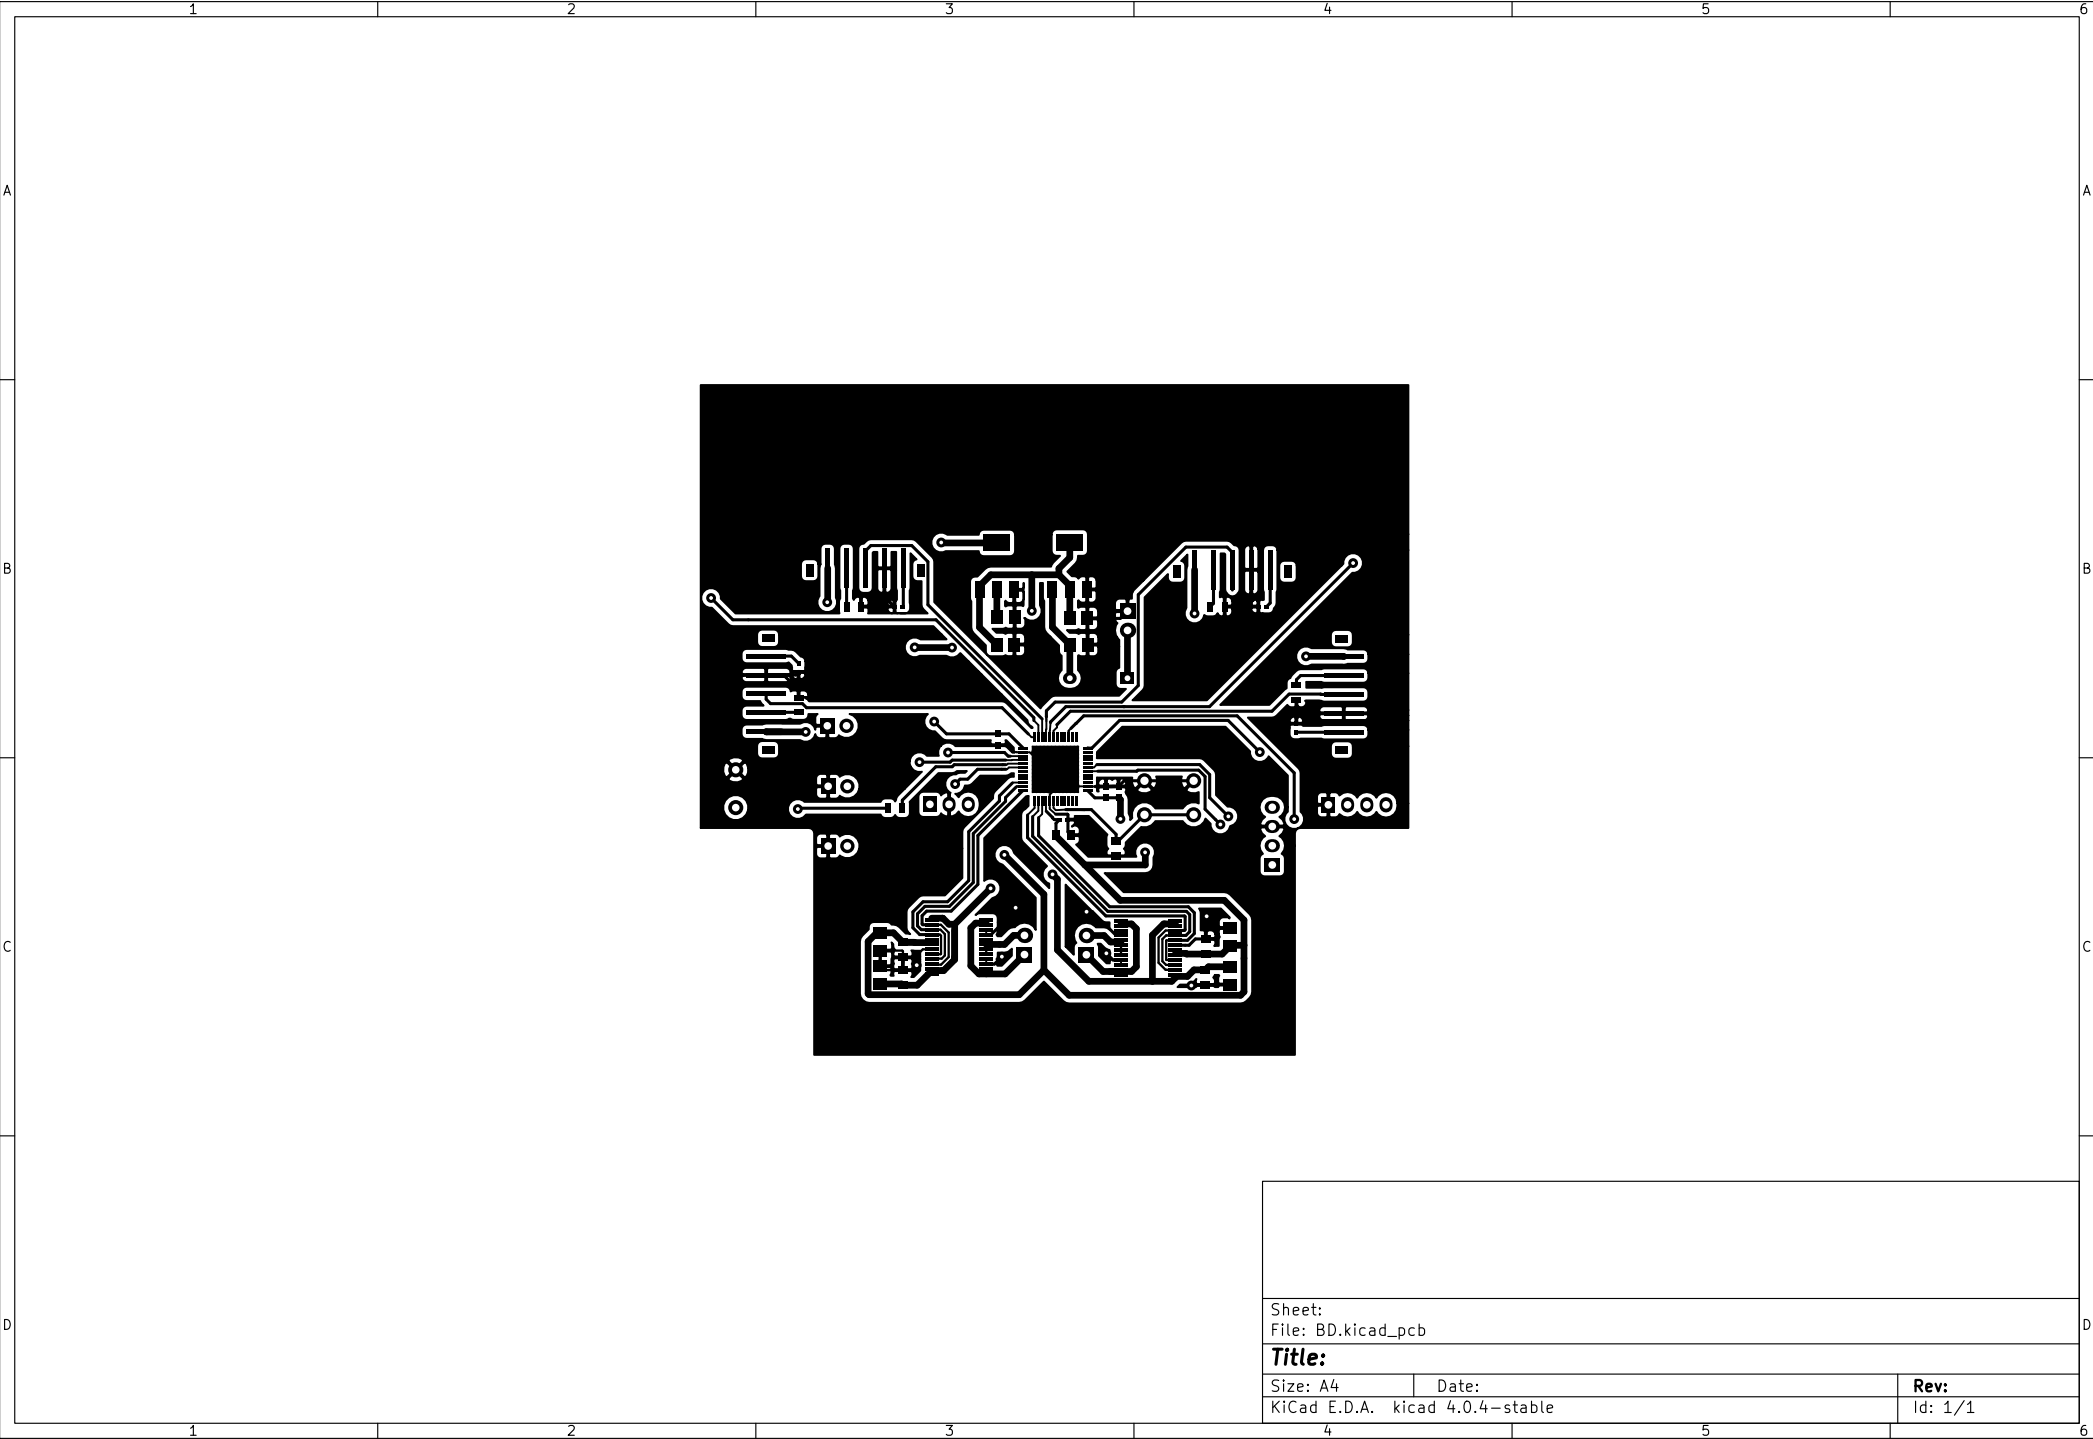 1 2 3 4 5 6
A A
B B
C C
D D
Sheet:
File: BD.kicad_pcb
Title:
Size: A4 Date: Rev:
KiCad E.D.A. kicad 4.0.4-stable Id: 1/1
1 2 3 4 5 6